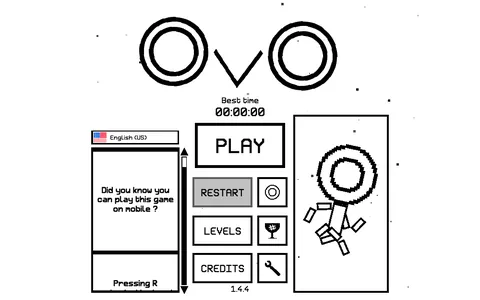 OVO
Best time
00:00:00
English (US)
PLAY
Did you know you
can play this game
on mobile ?
RESTART
LEVELS
Pressing R
CREDITS
1.4.4